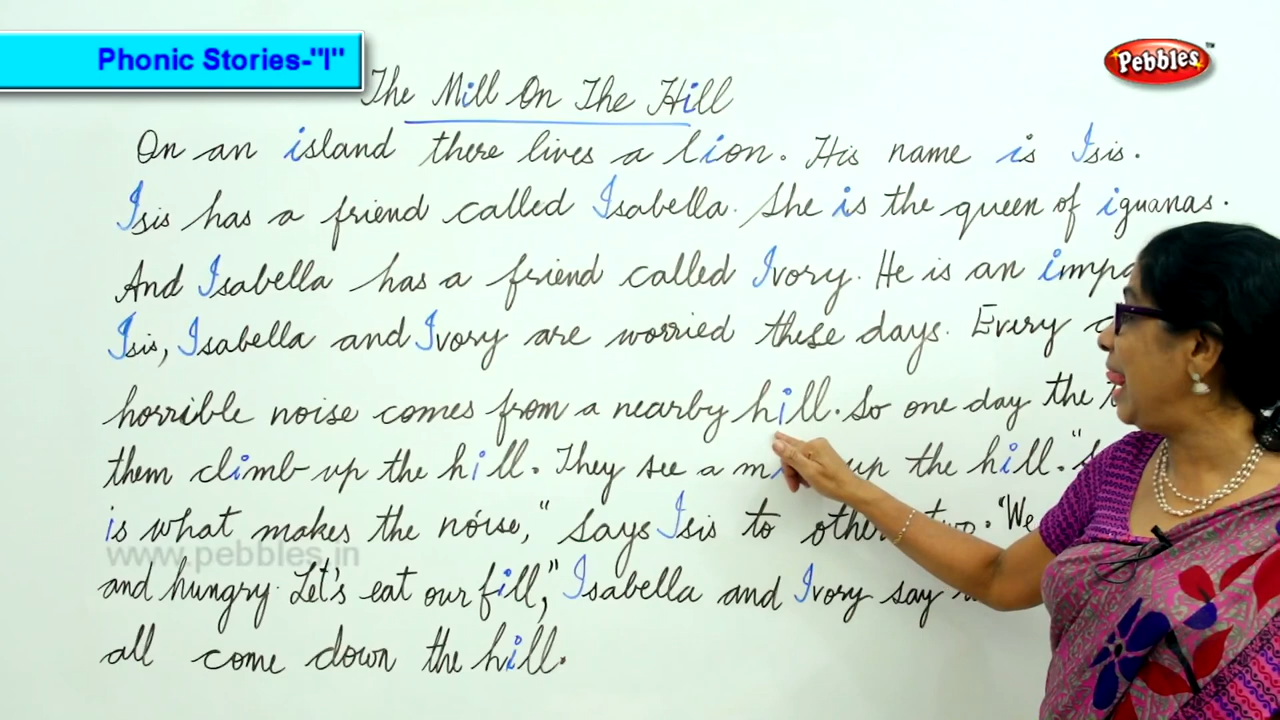 Phonic Stories-"I"
Pebbles™
The Mill On The Hill
On an island there lives a lion. His name is Isis.
Isis has a friend called Isabella. She is the queen of iguanas.
And Isabella has a friend called Ivory. He is an
Isis, Isabella and Ivory are worried these days. Every
horrible noise comes from a nearby hill. So one day the
them climb up the hill. They see a up the hill."
is what makes the noise," says Isis to two. "We
and hungry. Let's eat our fill," Isabella and Ivory say
all come down the hill.
www.pebbles.in